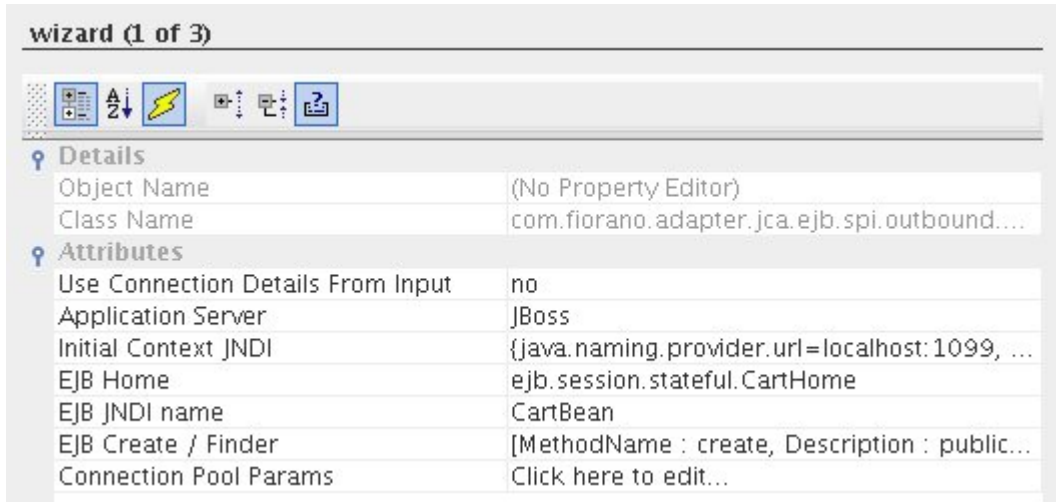 wizard (1 of 3)
Details
Object Name (No Property Editor)
Class Name com.fiorano.adapter.jca.ejb.spi.outbound....
Attributes
Use Connection Details From Input no
Application Server JBoss
Initial Context JNDI {java.naming.provider.url=localhost:1099, ...
EJB Home ejb.session.stateful.CartHome
EJB JNDI name CartBean
EJB Create / Finder [MethodName : create, Description : public...
Connection Pool Params Click here to edit...